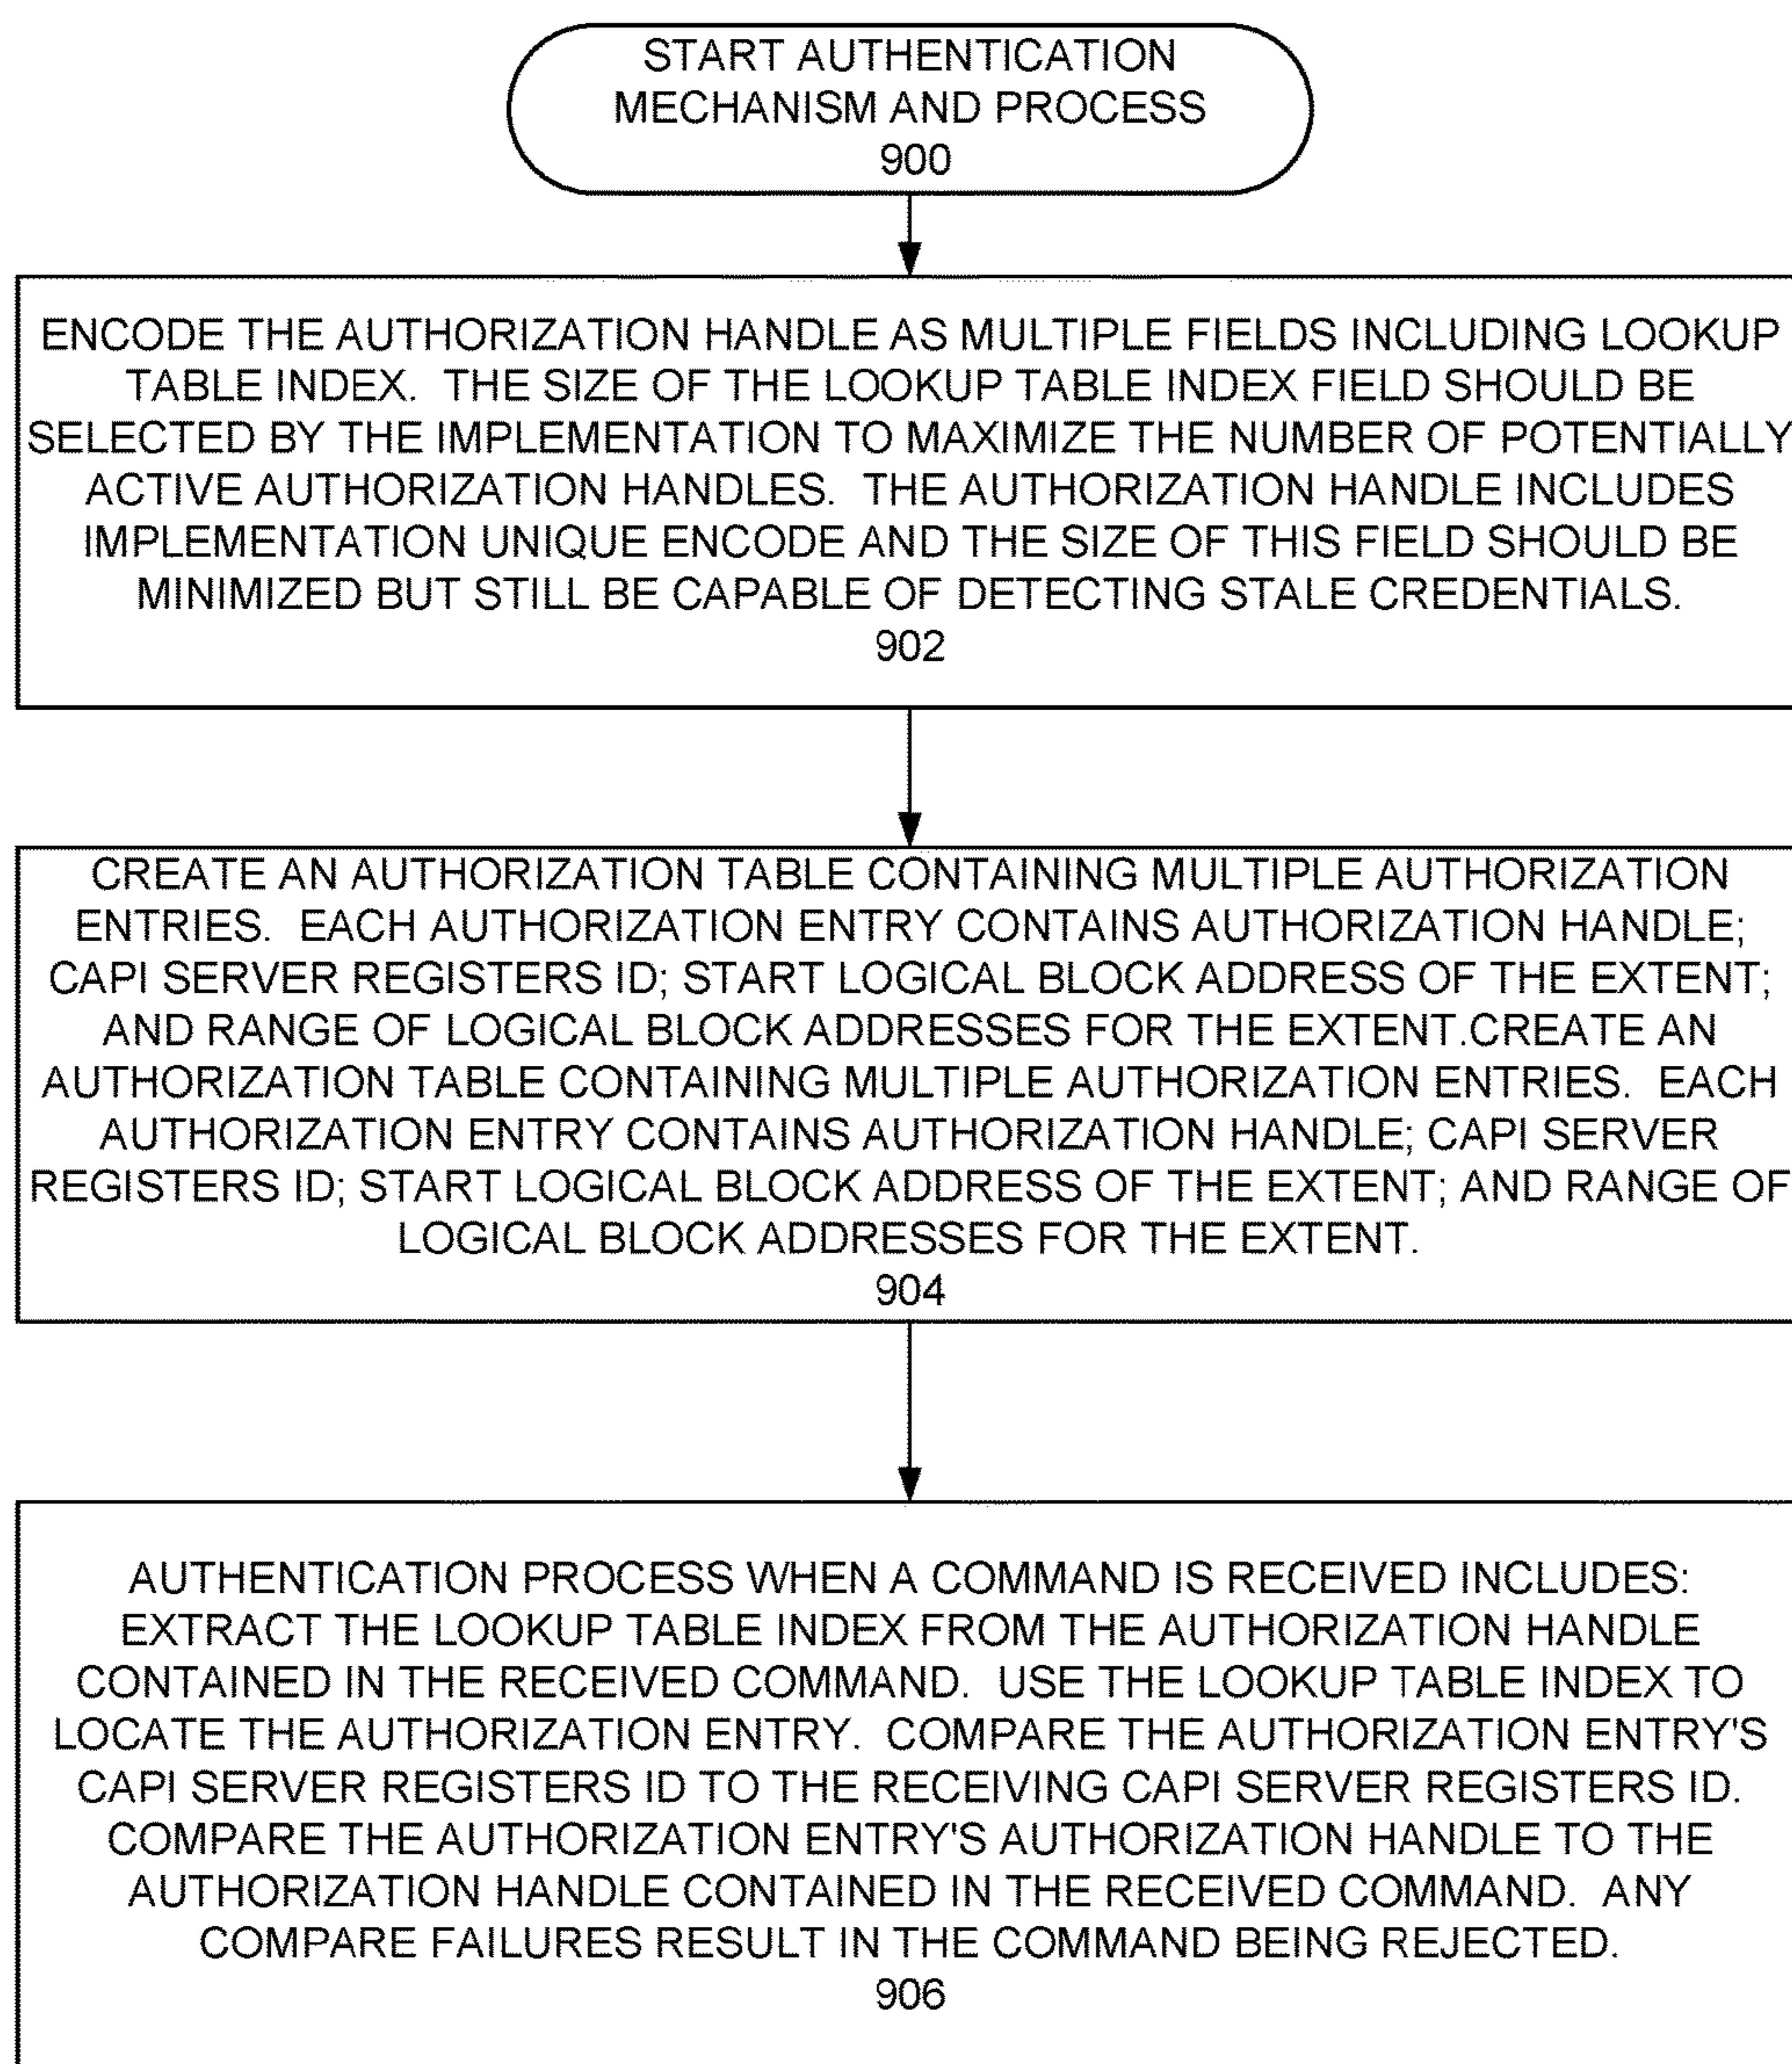 START AUTHENTICATION
MECHANISM AND PROCESS
900
ENCODE THE AUTHORIZATION HANDLE AS MULTIPLE FIELDS INCLUDING LOOKUP
TABLE INDEX. THE SIZE OF THE LOOKUP TABLE INDEX FIELD SHOULD BE
SELECTED BY THE IMPLEMENTATION TO MAXIMIZE THE NUMBER OF POTENTIALLY
ACTIVE AUTHORIZATION HANDLES. THE AUTHORIZATION HANDLE INCLUDES
IMPLEMENTATION UNIQUE ENCODE AND THE SIZE OF THIS FIELD SHOULD BE
MINIMIZED BUT STILL BE CAPABLE OF DETECTING STALE CREDENTIALS.
902
CREATE AN AUTHORIZATION TABLE CONTAINING MULTIPLE AUTHORIZATION
ENTRIES. EACH AUTHORIZATION ENTRY CONTAINS AUTHORIZATION HANDLE;
CAPI SERVER REGISTERS ID; START LOGICAL BLOCK ADDRESS OF THE EXTENT;
AND RANGE OF LOGICAL BLOCK ADDRESSES FOR THE EXTENT.CREATE AN
AUTHORIZATION TABLE CONTAINING MULTIPLE AUTHORIZATION ENTRIES. EACH
AUTHORIZATION ENTRY CONTAINS AUTHORIZATION HANDLE; CAPI SERVER
REGISTERS ID; START LOGICAL BLOCK ADDRESS OF THE EXTENT; AND RANGE OF
LOGICAL BLOCK ADDRESSES FOR THE EXTENT.
904
AUTHENTICATION PROCESS WHEN A COMMAND IS RECEIVED INCLUDES:
EXTRACT THE LOOKUP TABLE INDEX FROM THE AUTHORIZATION HANDLE
CONTAINED IN THE RECEIVED COMMAND. USE THE LOOKUP TABLE INDEX TO
LOCATE THE AUTHORIZATION ENTRY. COMPARE THE AUTHORIZATION ENTRY'S
CAPI SERVER REGISTERS ID TO THE RECEIVING CAPI SERVER REGISTERS ID.
COMPARE THE AUTHORIZATION ENTRY'S AUTHORIZATION HANDLE TO THE
AUTHORIZATION HANDLE CONTAINED IN THE RECEIVED COMMAND. ANY
COMPARE FAILURES RESULT IN THE COMMAND BEING REJECTED.
906